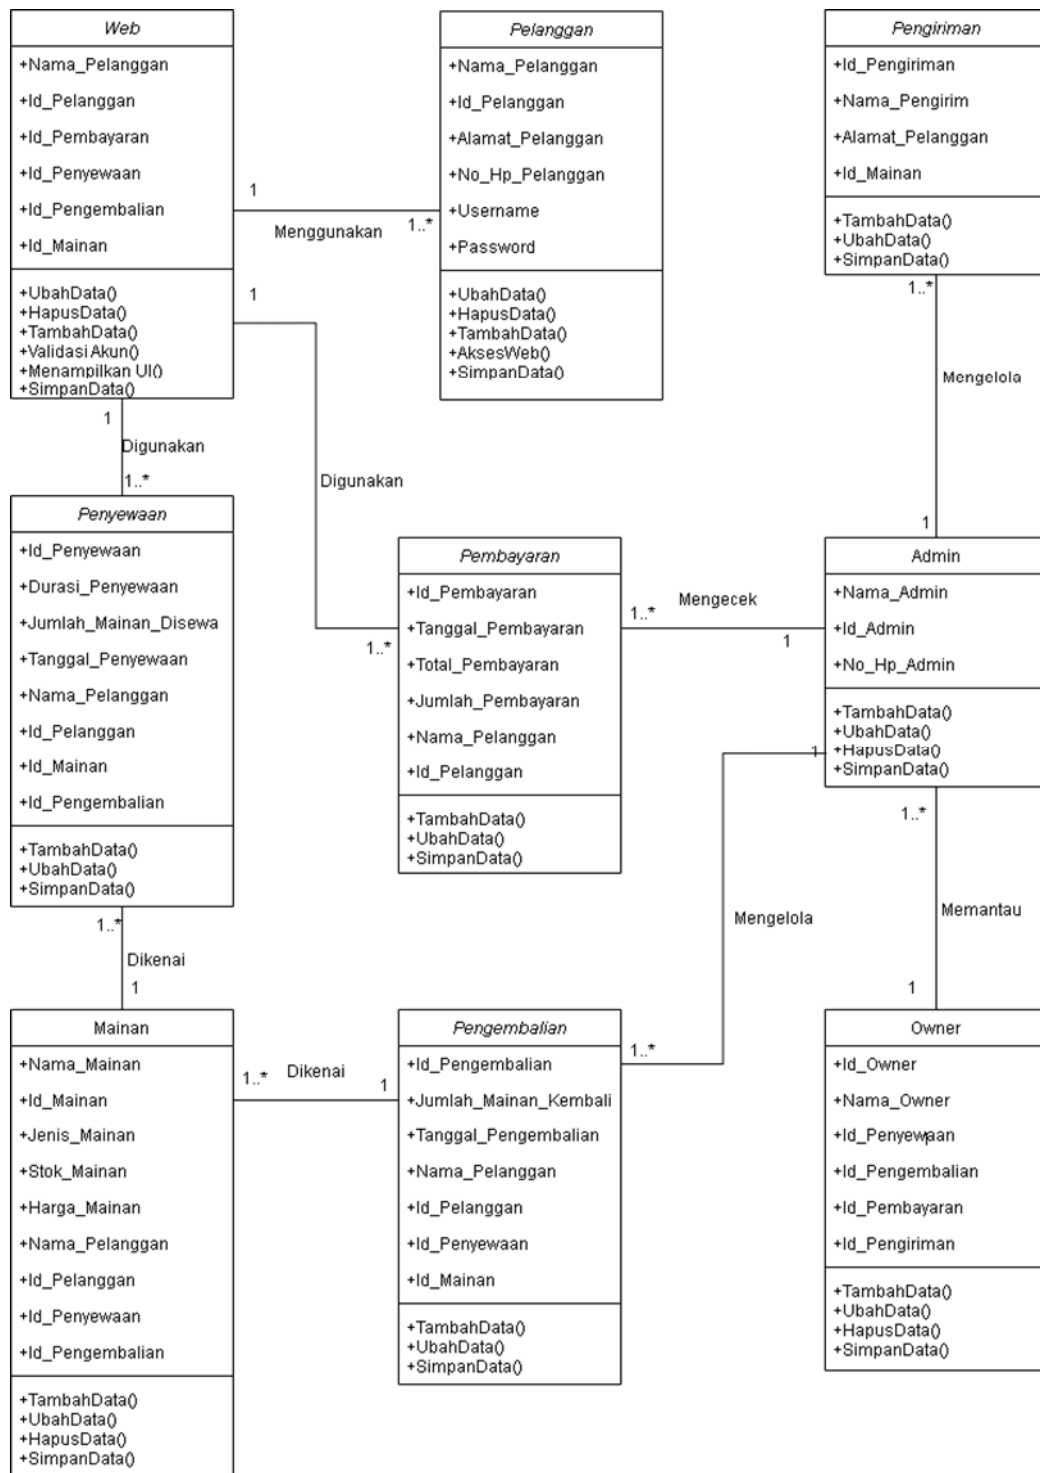 Web
+Nama_Pelanggan
+Id_Pelanggan
+Id_Pembayaran
+Id_Penyewaan
+Id_Pengembalian
+Id_Mainan
+UbahData()
+HapusData()
+TambahData()
+Validasi Akun()
+Menampilkan UI()
+SimpanData()
Pelanggan
+Nama_Pelanggan
+Id_Pelanggan
+Alamat_Pelanggan
+No_Hp_Pelanggan
+Username
+Password
+UbahData()
+HapusData()
+TambahData()
+AksesWeb()
+SimpanData()
Pengiriman
+Id_Pengiriman
+Nama_Pengirim
+Alamat_Pelanggan
+Id_Mainan
+TambahData()
+UbahData()
+SimpanData()
1
Menggunakan
1..*
1
Digunakan
1..*
1
Digunakan
1..*
1..*
Mengelola
1
Penyewaan
+Id_Penyewaan
+Durasi_Penyewaan
+Jumlah_Mainan_Disewa
+Tanggal_Penyewaan
+Nama_Pelanggan
+Id_Pelanggan
+Id_Mainan
+Id_Pengembalian
+TambahData()
+UbahData()
+SimpanData()
Pembayaran
+Id_Pembayaran
+Tanggal_Pembayaran
+Total_Pembayaran
+Jumlah_Pembayaran
+Nama_Pelanggan
+Id_Pelanggan
+TambahData()
+UbahData()
+SimpanData()
1..*
Mengecek
1
Admin
+Nama_Admin
+Id_Admin
+No_Hp_Admin
+TambahData()
+UbahData()
+HapusData()
+SimpanData()
1
Mengelola
1..*
1..*
Memantau
1
1..*
Dikenai
1
Mainan
+Nama_Mainan
+Id_Mainan
+Jenis_Mainan
+Stok_Mainan
+Harga_Mainan
+Nama_Pelanggan
+Id_Pelanggan
+Id_Penyewaan
+Id_Pengembalian
+TambahData()
+UbahData()
+HapusData()
+SimpanData()
1..*
Dikenai
1
Pengembalian
+Id_Pengembalian
+Jumlah_Mainan_Kembali
+Tanggal_Pengembalian
+Nama_Pelanggan
+Id_Pelanggan
+Id_Penyewaan
+Id_Mainan
+TambahData()
+UbahData()
+SimpanData()
Owner
+Id_Owner
+Nama_Owner
+Id_Penyewaan
+Id_Pengembalian
+Id_Pembayaran
+Id_Pengiriman
+TambahData()
+UbahData()
+HapusData()
+SimpanData()